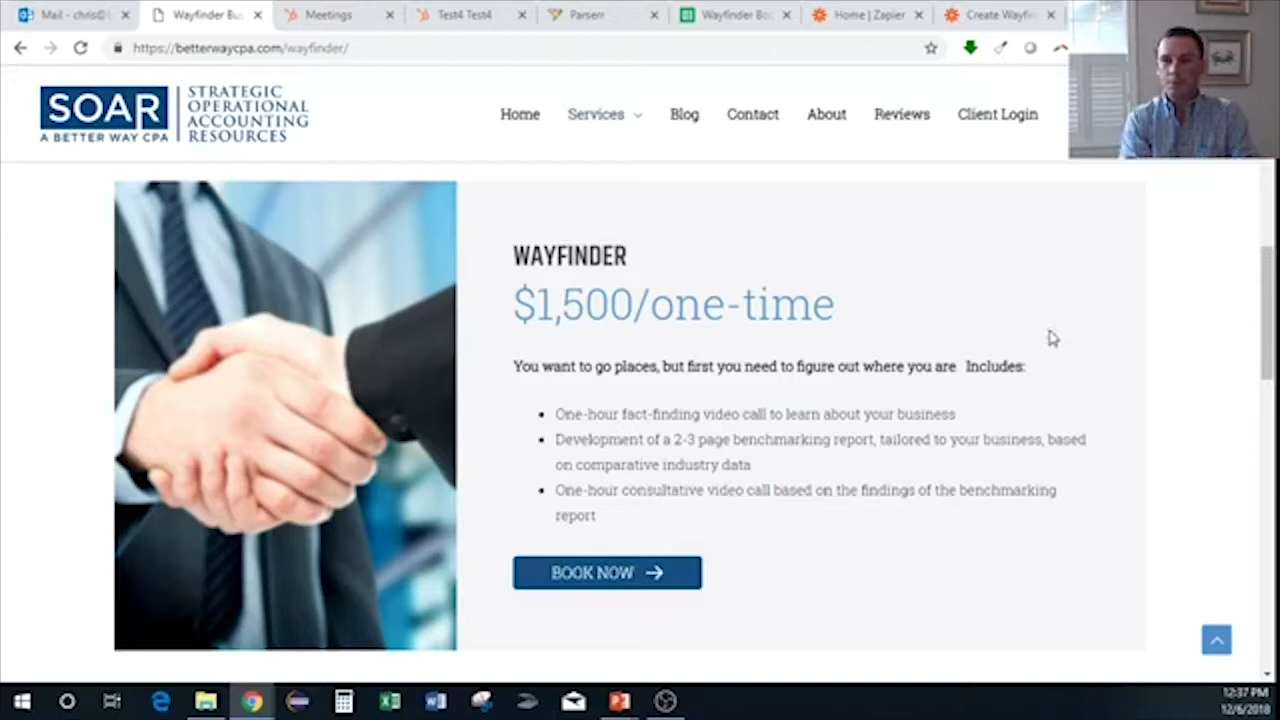 Mail - chris@
Wayfinder Bus
Meetings
Test4 Test4
Parserr
Wayfinder Boo
Home | Zapier
Create Wayfin
https://betterwaycpa.com/wayfinder/
SOAR
A BETTER WAY CPA
STRATEGIC
OPERATIONAL
ACCOUNTING
RESOURCES
Home
Services
Blog
Contact
About
Reviews
Client Login
WAYFINDER
$1,500/one-time
You want to go places, but first you need to figure out where you are. Includes:
One-hour fact-finding video call to learn about your business
Development of a 2-3 page benchmarking report, tailored to your business, based
on comparative industry data
One-hour consultative video call based on the findings of the benchmarking
report
BOOK NOW
12:37 PM
12/6/2018